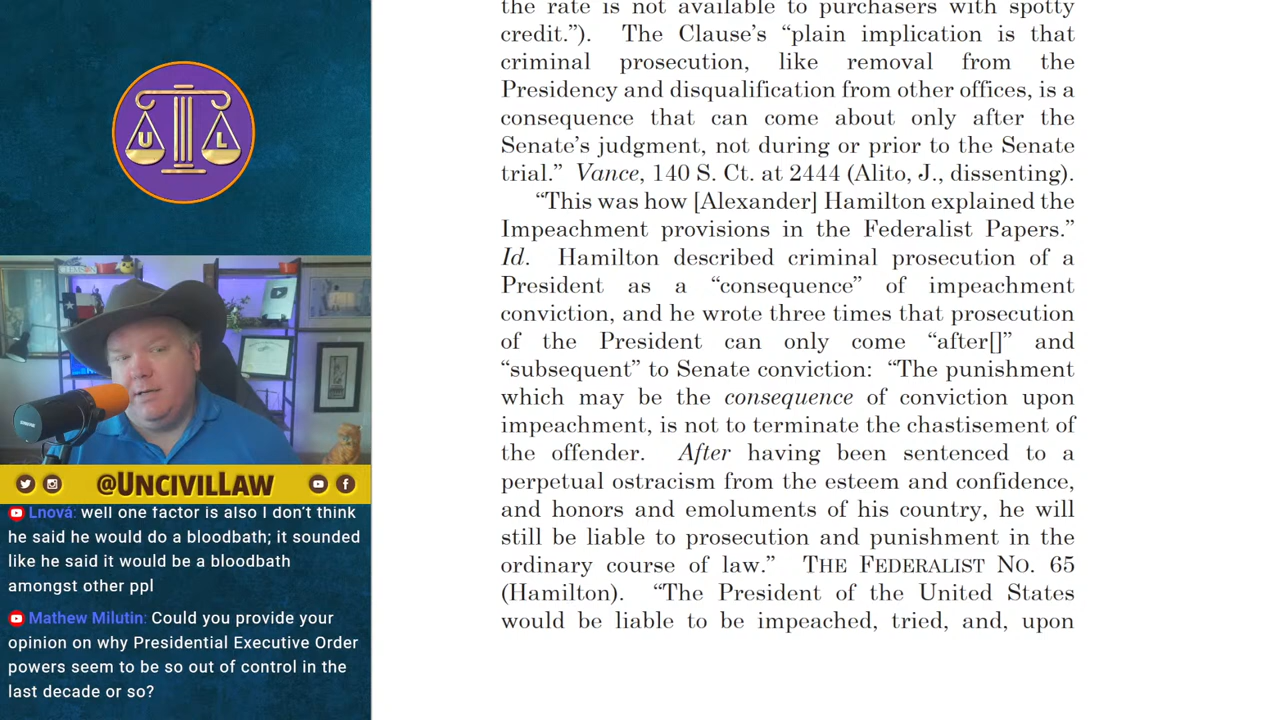 U L
@UNCIVILLAW
Lnová: well one factor is also I don't think
he said he would do a bloodbath; it sounded
like he said it would be a bloodbath
amongst other ppl
Mathew Milutin: Could you provide your
opinion on why Presidential Executive Order
powers seem to be so out of control in the
last decade or so?
the rate is not available to purchasers with spotty
credit.”). The Clause’s “plain implication is that
criminal prosecution, like removal from the
Presidency and disqualification from other offices, is a
consequence that can come about only after the
Senate’s judgment, not during or prior to the Senate
trial.” Vance, 140 S. Ct. at 2444 (Alito, J., dissenting).
“This was how [Alexander] Hamilton explained the
Impeachment provisions in the Federalist Papers.”
Id. Hamilton described criminal prosecution of a
President as a “consequence” of impeachment
conviction, and he wrote three times that prosecution
of the President can only come “after[]” and
“subsequent” to Senate conviction: “The punishment
which may be the consequence of conviction upon
impeachment, is not to terminate the chastisement of
the offender. After having been sentenced to a
perpetual ostracism from the esteem and confidence,
and honors and emoluments of his country, he will
still be liable to prosecution and punishment in the
ordinary course of law.” THE FEDERALIST NO. 65
(Hamilton). “The President of the United States
would be liable to be impeached, tried, and, upon